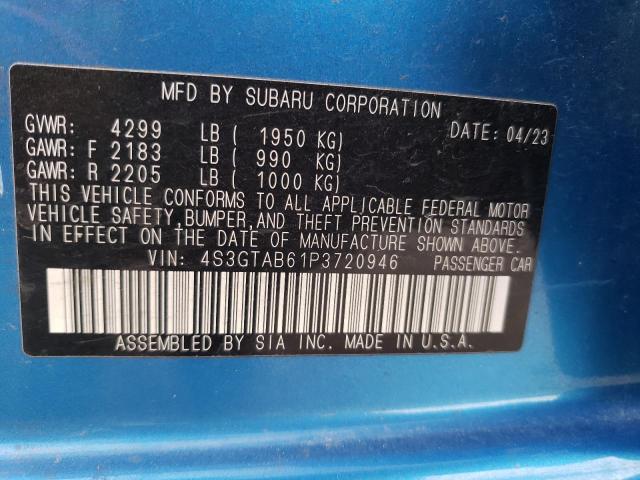 MFD BY SUBARU CORPORATION
GVWR: 4299 LB ( 1950 KG) DATE: 04/23
GAWR: F 2183 LB ( 990 KG)
GAWR: R 2205 LB ( 1000 KG)
THIS VEHICLE CONFORMS TO ALL APPLICABLE FEDERAL MOTOR
VEHICLE SAFETY, BUMPER, AND THEFT PREVENTION STANDARDS
IN EFFECT ON THE DATE OF MANUFACTURE SHOWN ABOVE.
VIN: 4S3GTAB61P3720946 PASSENGER CAR
ASSEMBLED BY SIA INC. MADE IN U.S.A.